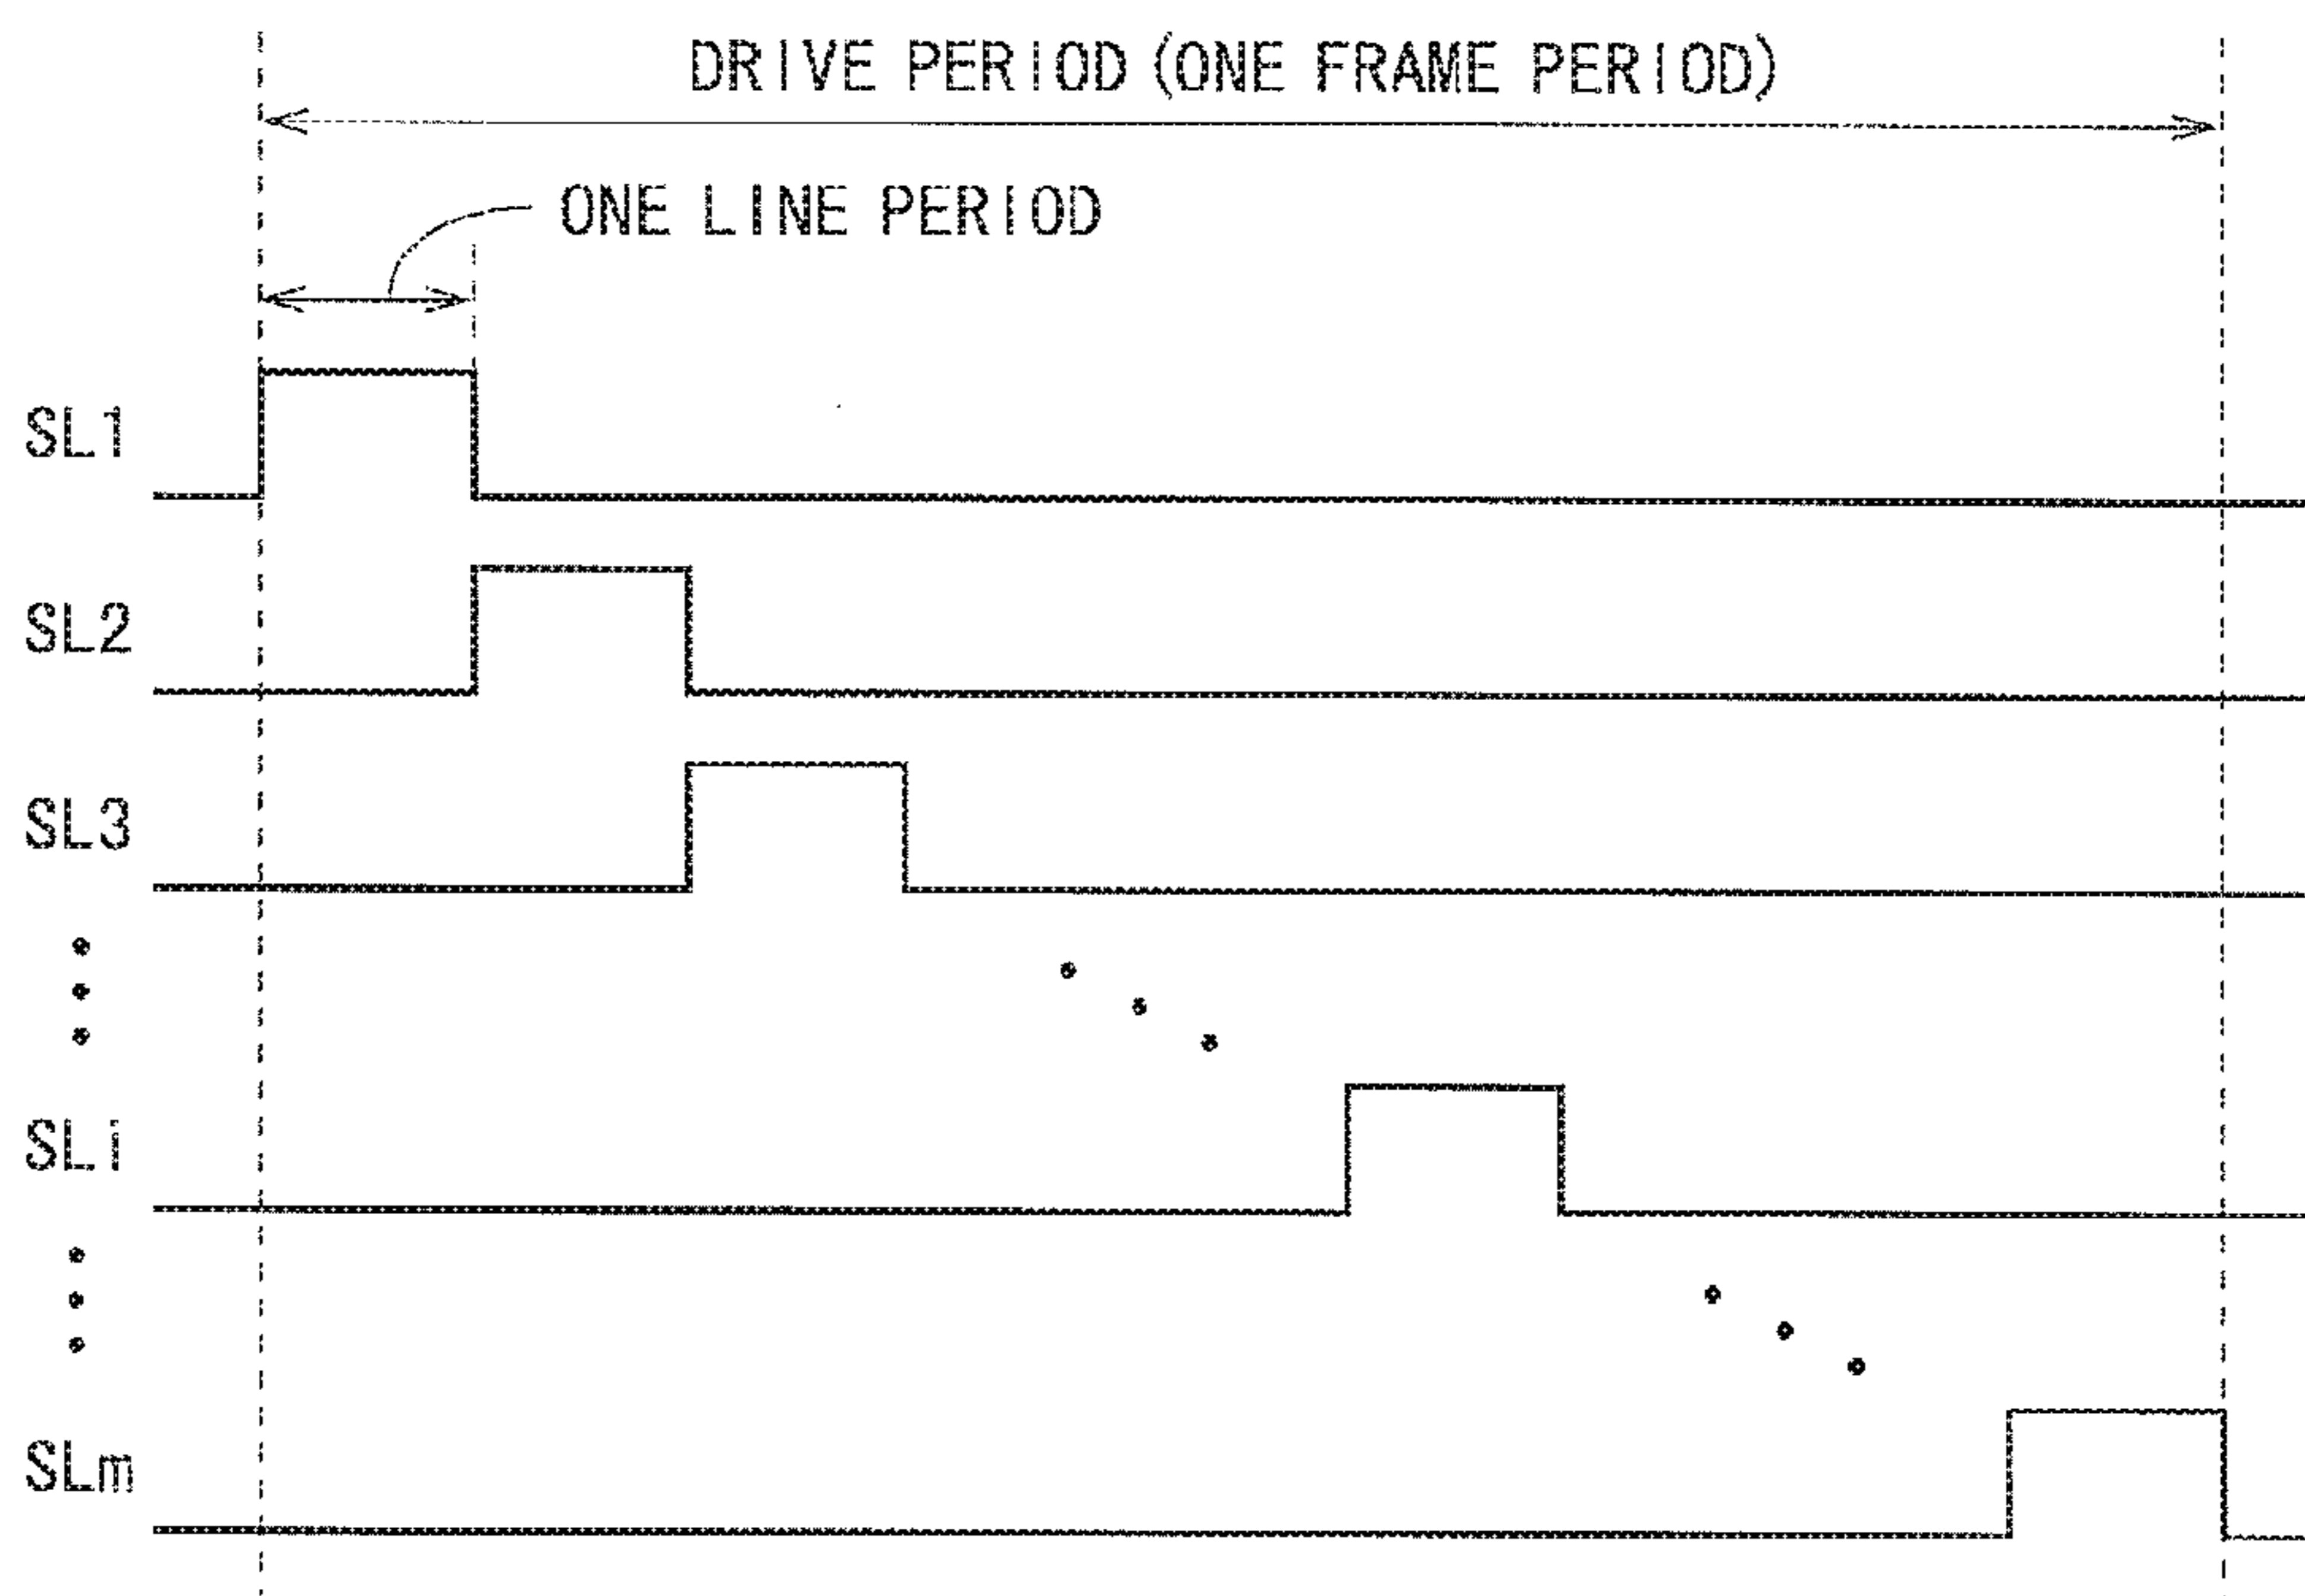 DRIVE PERIOD (ONE FRAME PERIOD)
ONE LINE PERIOD
SL1
SL2
SL3
SLi
SLm